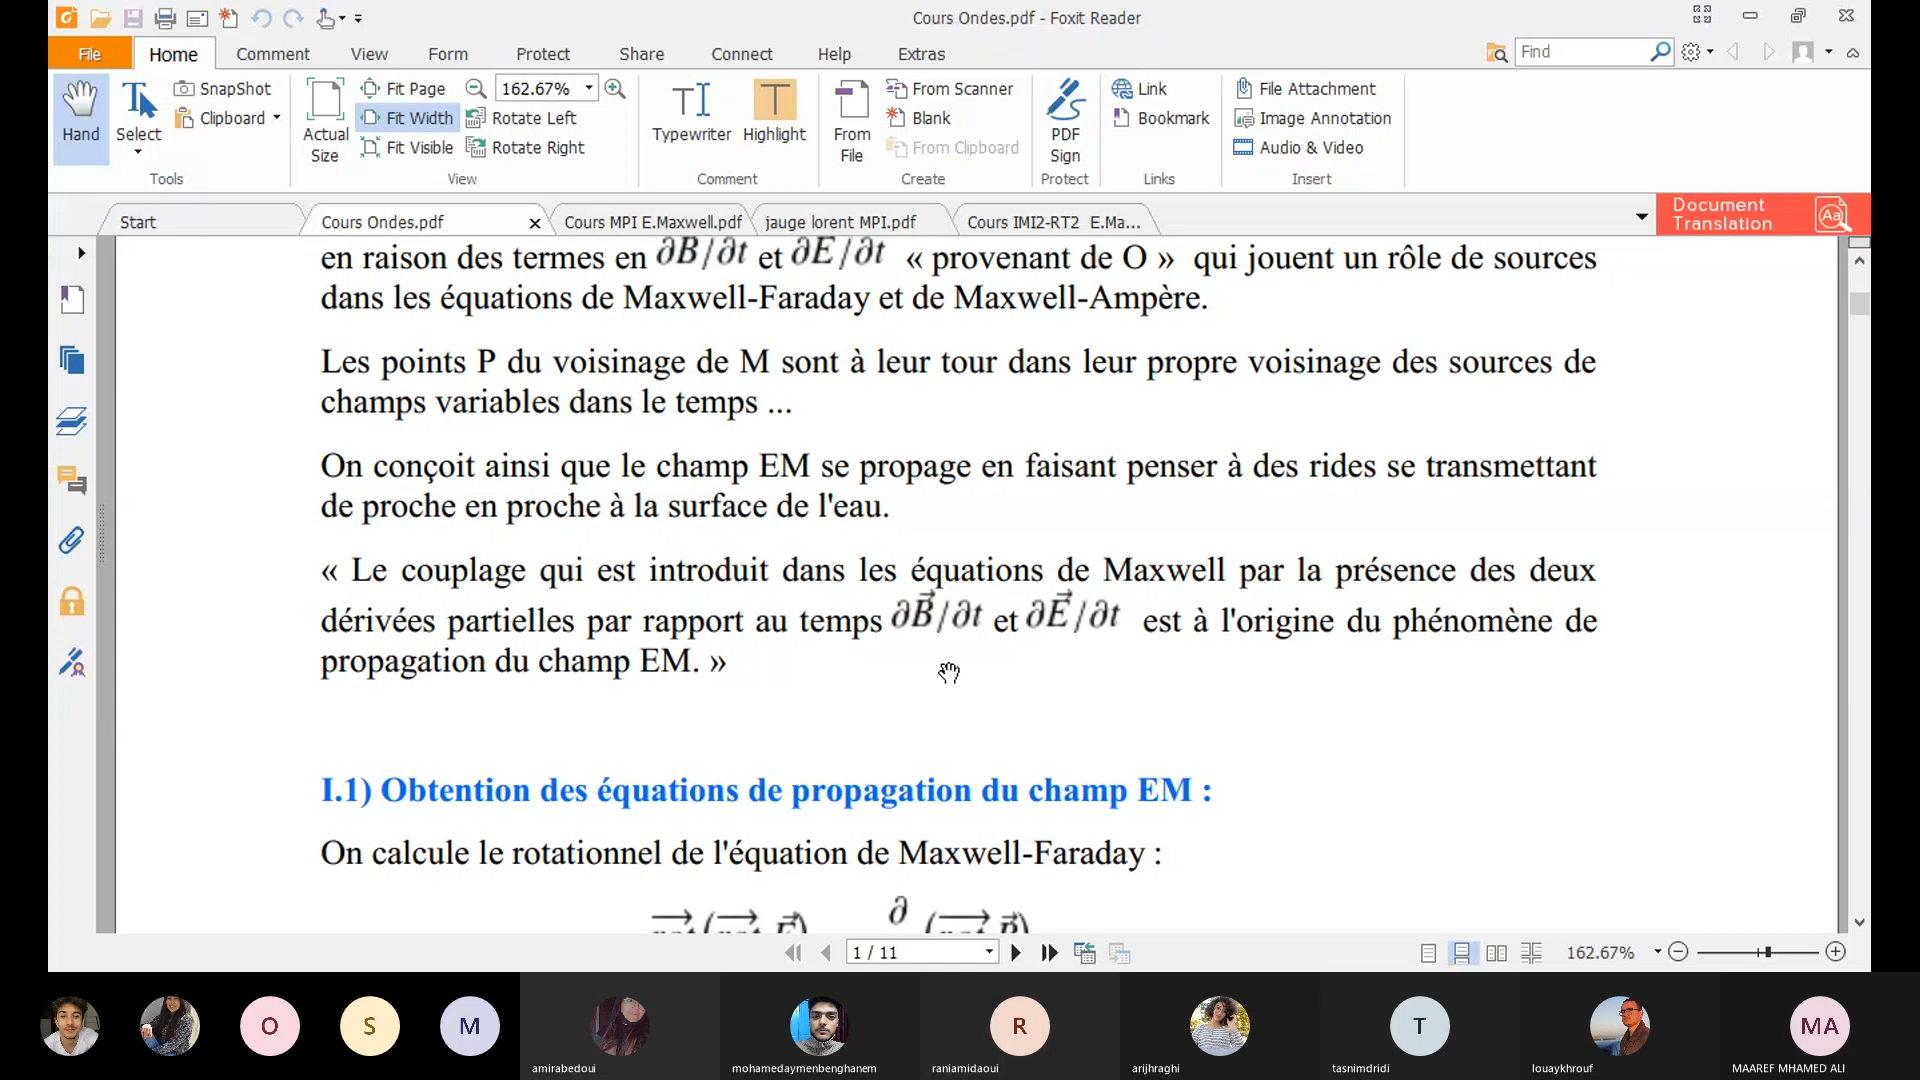 Cours Ondes.pdf - Foxit Reader
File Home Comment View Form Protect Share Connect Help Extras Find
Hand
Select
SnapShot
Clipboard
Tools
Actual Size
Fit Page
Fit Width
Fit Visible
162.67%
Rotate Left
Rotate Right
View
Typewriter
Highlight
Comment
From File
From Scanner
Blank
From Clipboard
Create
PDF Sign
Protect
Link
Bookmark
Links
File Attachment
Image Annotation
Audio & Video
Insert
Start Cours Ondes.pdf Cours MPI E.Maxwell.pdf jauge lorent MPI.pdf Cours IMI2-RT2 E.Ma...
Document
Translation
en raison des termes en ∂B/∂t et ∂E/∂t « provenant de O » qui jouent un rôle de sources
dans les équations de Maxwell-Faraday et de Maxwell-Ampère.
Les points P du voisinage de M sont à leur tour dans leur propre voisinage des sources de
champs variables dans le temps ...
On conçoit ainsi que le champ EM se propage en faisant penser à des rides se transmettant
de proche en proche à la surface de l'eau.
« Le couplage qui est introduit dans les équations de Maxwell par la présence des deux
dérivées partielles par rapport au temps ∂B⃗/∂t et ∂E⃗/∂t est à l'origine du phénomène de
propagation du champ EM. »
I.1) Obtention des équations de propagation du champ EM :
On calcule le rotationnel de l'équation de Maxwell-Faraday :
1 / 11
162.67%
O S M R T MA
amirabedoui mohamedaymenbenghanem raniamidaoui arijhraghi tasnimdridi louaykhrouf MAAREF MHAMED ALI